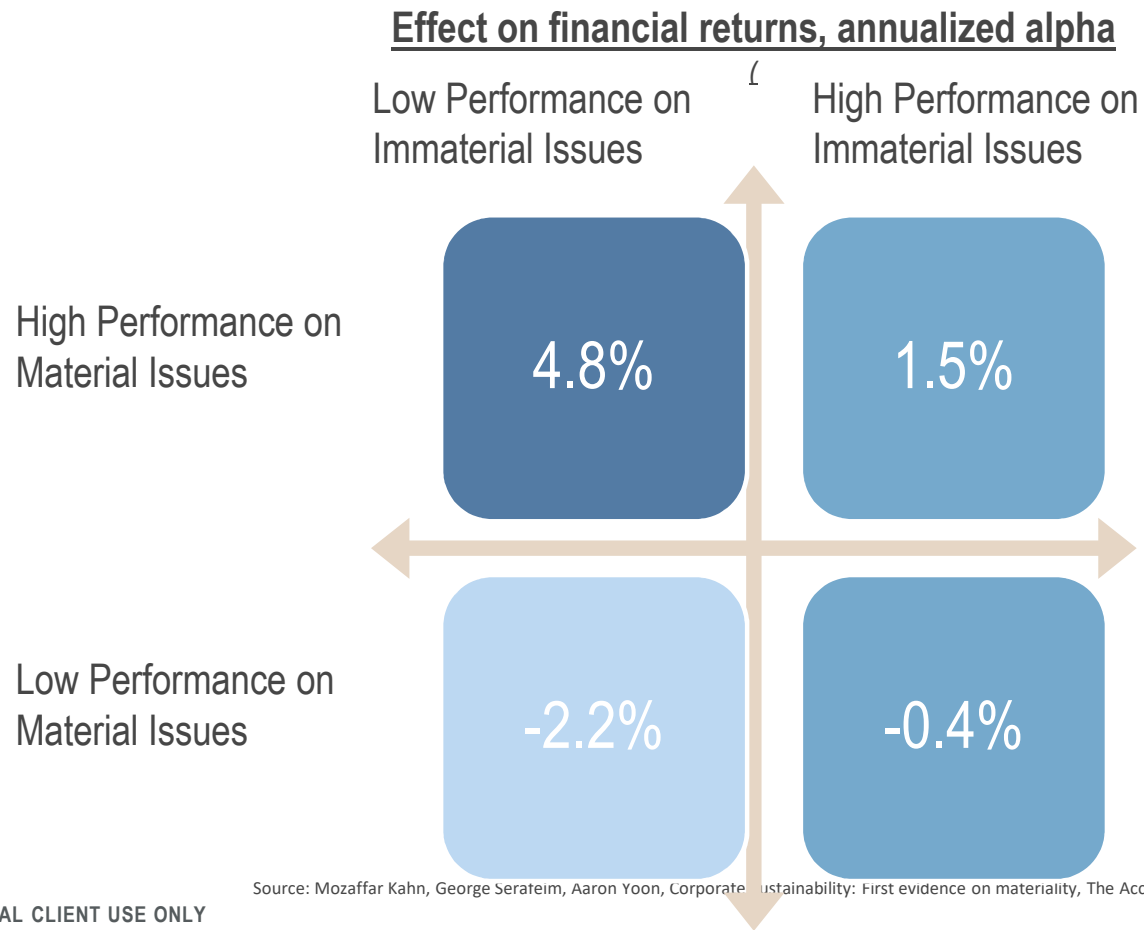 Effect on financial returns, annualized alpha
(
Low Performance on
Immaterial Issues
High Performance on
Immaterial Issues
High Performance on
Material Issues
4.8%
1.5%
Low Performance on
Material Issues
-2.2%
-0.4%
Source: Mozaffar Kahn, George Serafeim, Aaron Yoon, Corporate ustainability: First evidence on materiality, The Acc
AL CLIENT USE ONLY